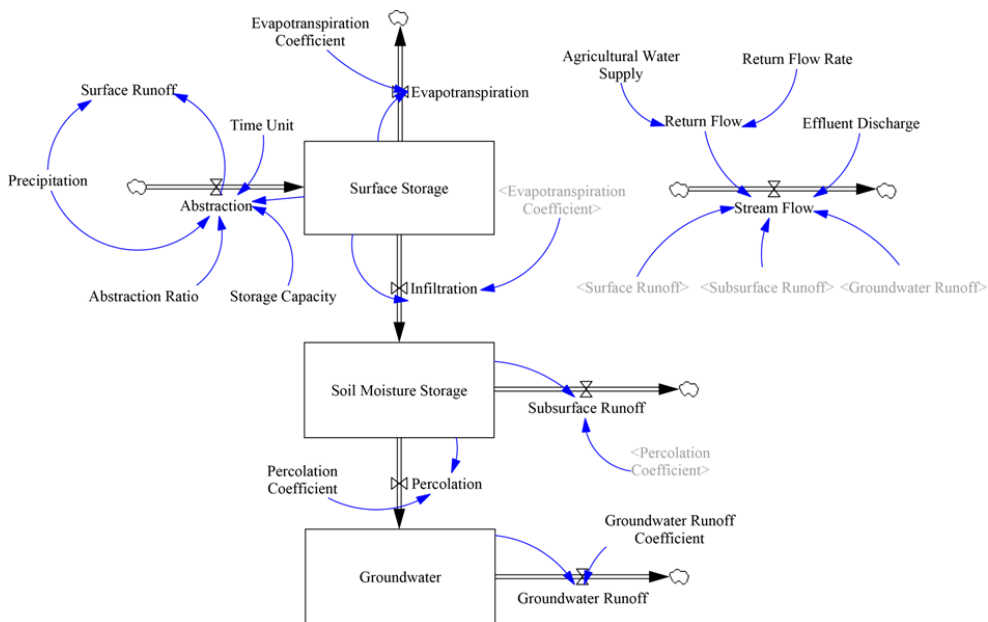 Evapotranspiration
Coefficient
Agricultural Water
Supply
Return Flow Rate
Surface Runoff
Evapotranspiration
Time Unit
Return Flow
Effluent Discharge
Precipitation
Surface Storage
<Evapotranspiration
Coefficient>
Abstraction
Stream Flow
Abstraction Ratio
Storage Capacity
Infiltration
<Surface Runoff>
<Subsurface Runoff>
<Groundwater Runoff>
Soil Moisture Storage
Subsurface Runoff
<Percolation
Coefficient>
Percolation
Coefficient
Percolation
Groundwater Runoff
Coefficient
Groundwater
Groundwater Runoff